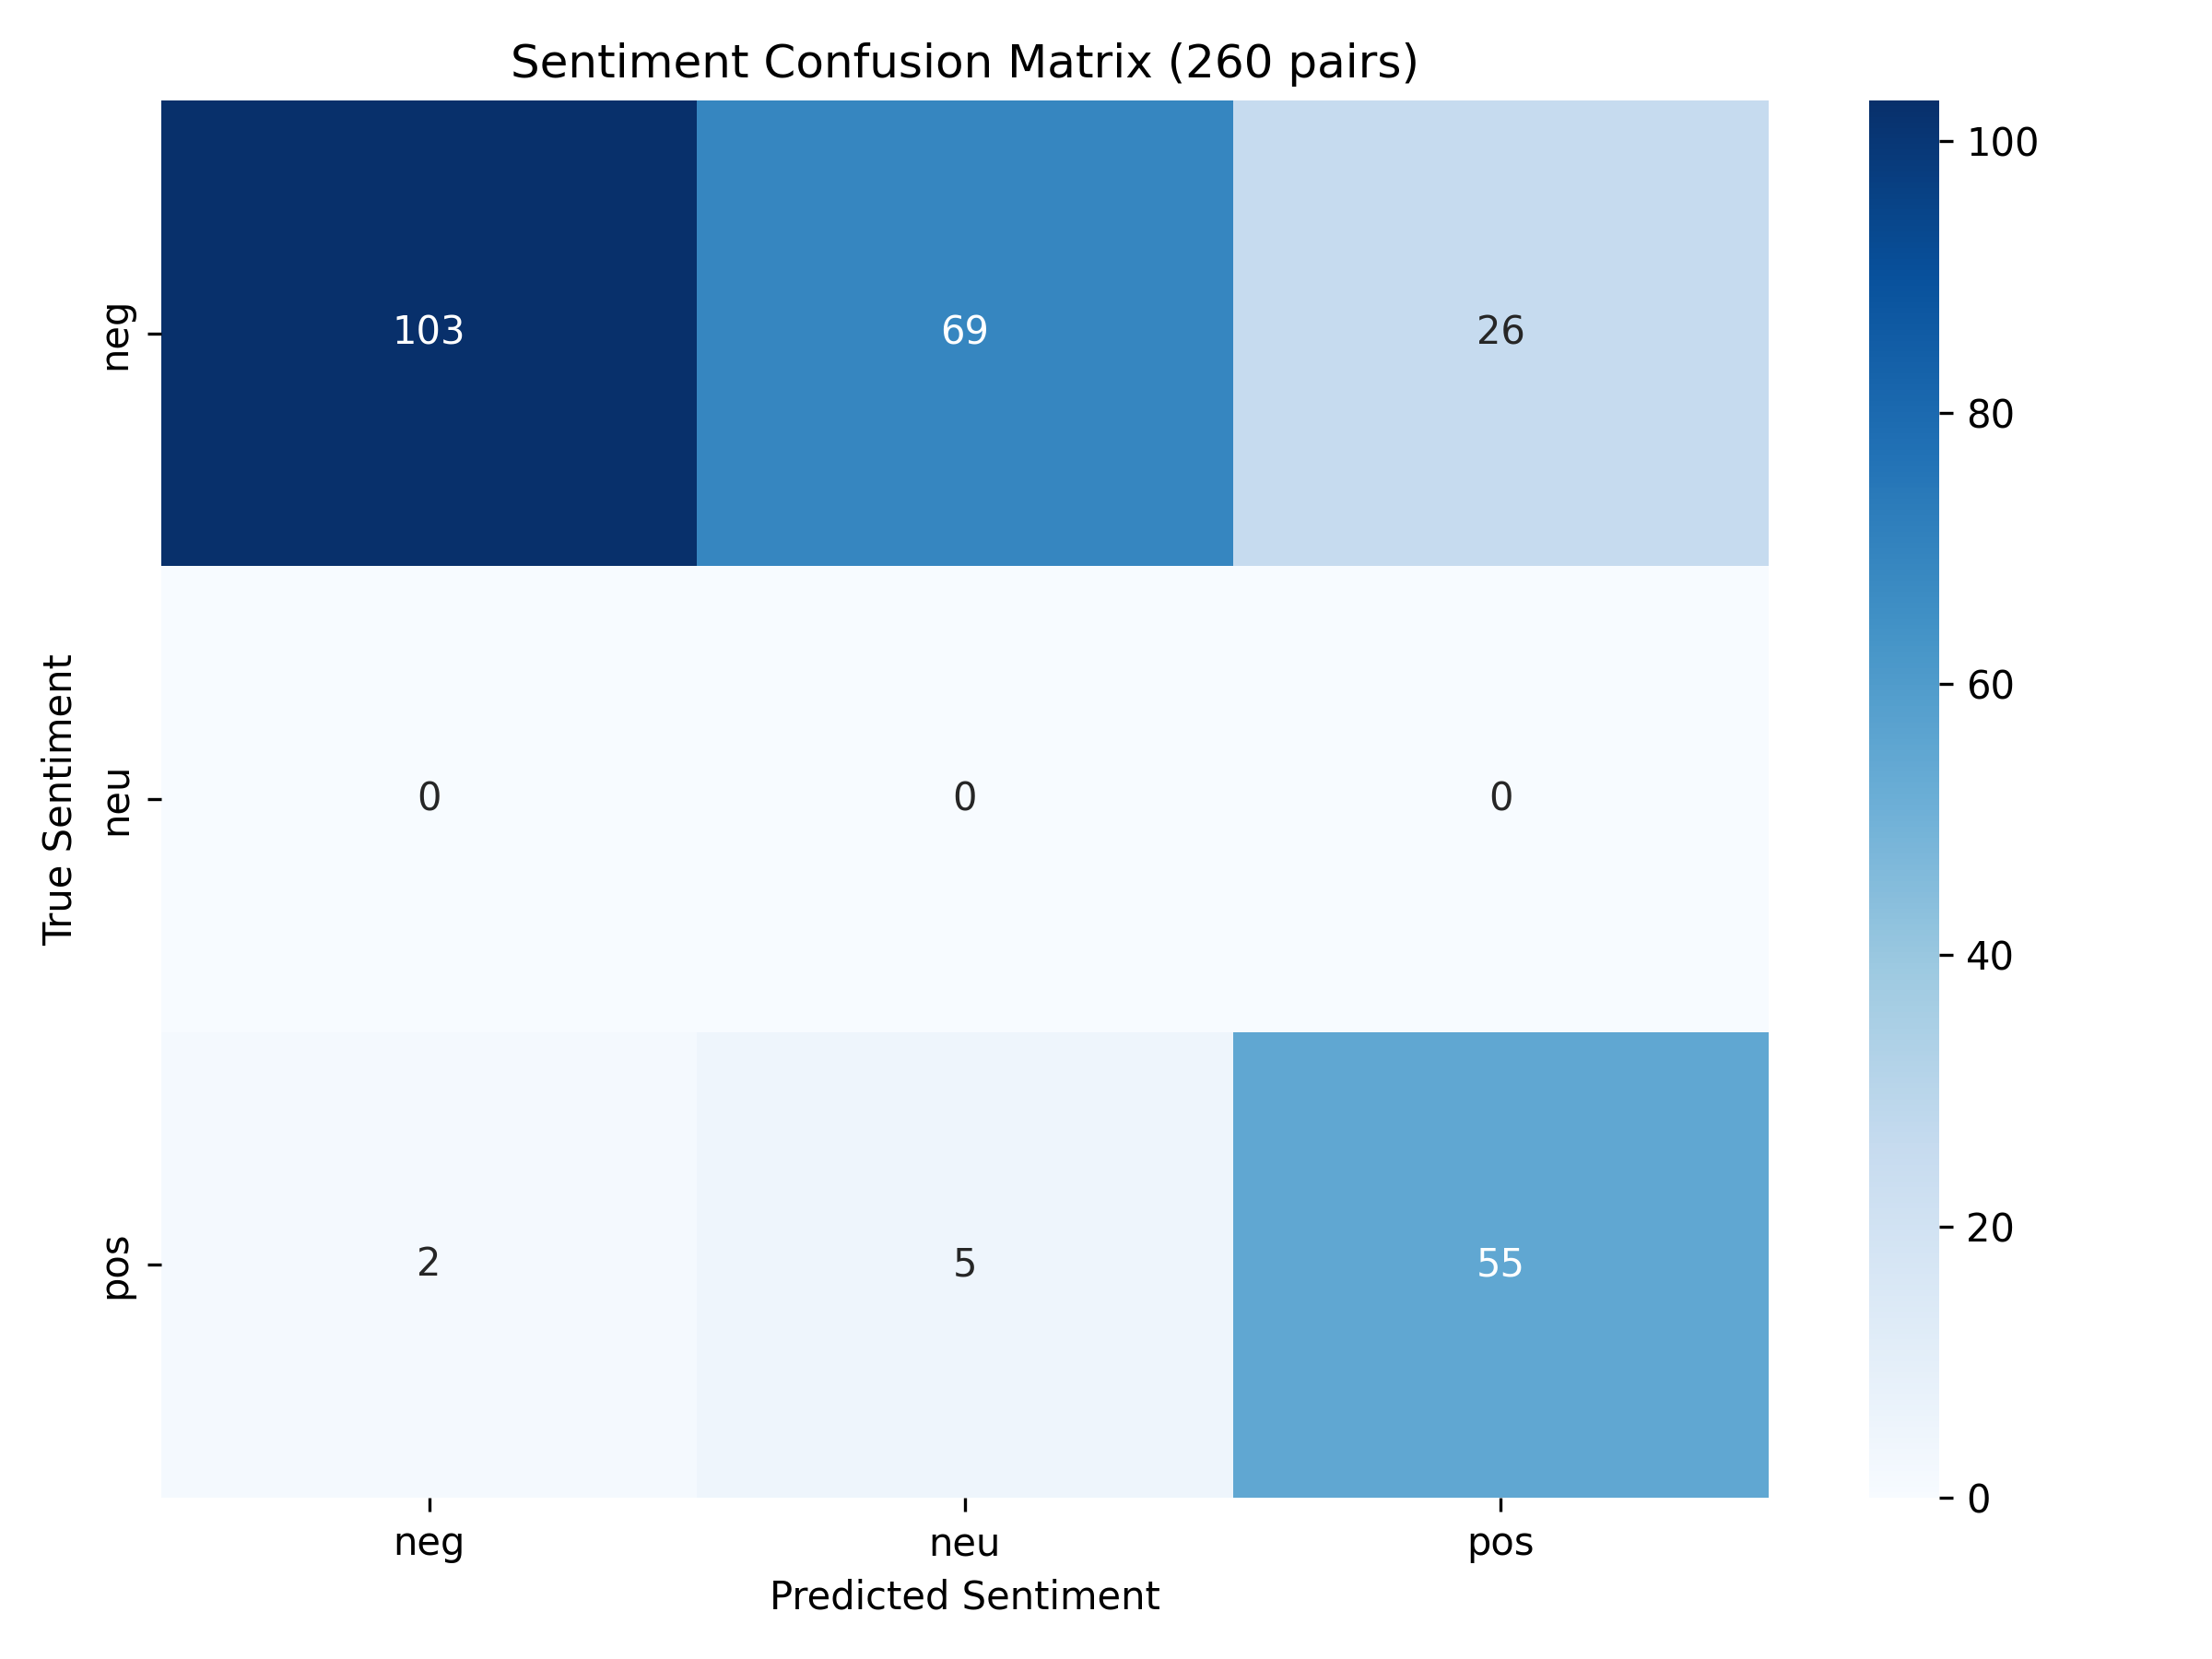 Sentiment Confusion Matrix (260 pairs)
True Sentiment
neg
103 69 26
neu
0 0 0
pos
2 5 55
neg neu pos
Predicted Sentiment
100
80
60
40
20
0